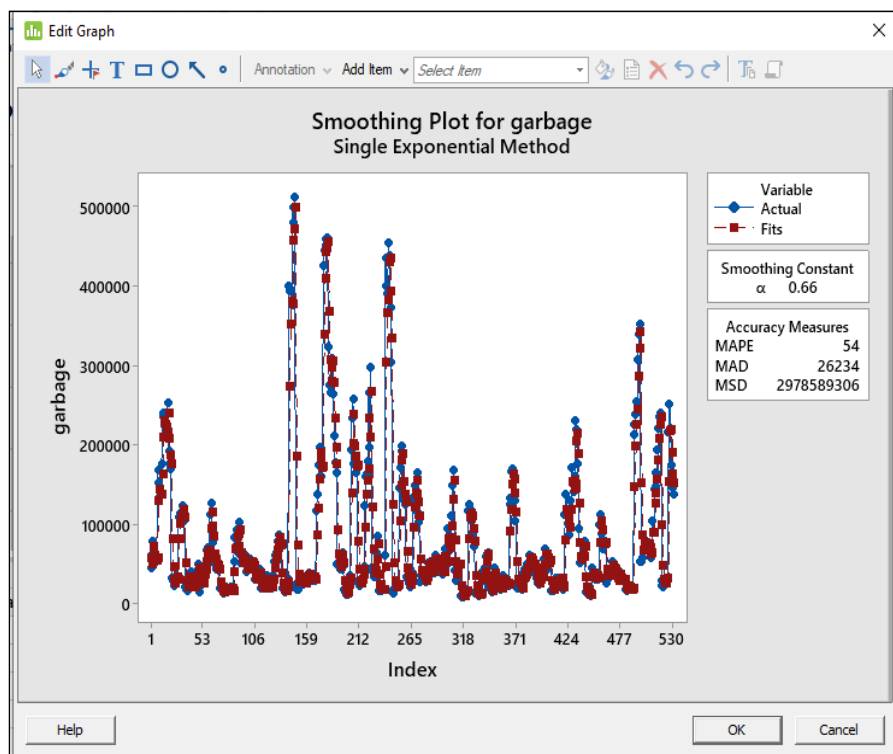 Edit Graph
T Annotation Add Item Select Item
Smoothing Plot for garbage
Single Exponential Method
500000
400000
300000
200000
100000
0
garbage
1 53 106 159 212 265 318 371 424 477 530
Index
Variable
Actual
Fits
Smoothing Constant
α 0.66
Accuracy Measures
MAPE 54
MAD 26234
MSD 2978589306
Help OK Cancel